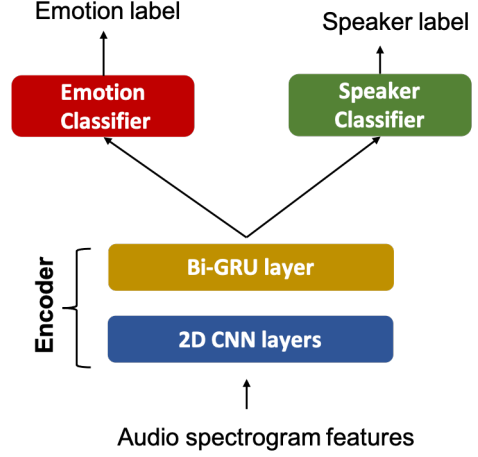 Emotion label
Speaker label
Emotion
Classifier
Speaker
Classifier
Encoder
Bi-GRU layer
2D CNN layers
Audio spectrogram features